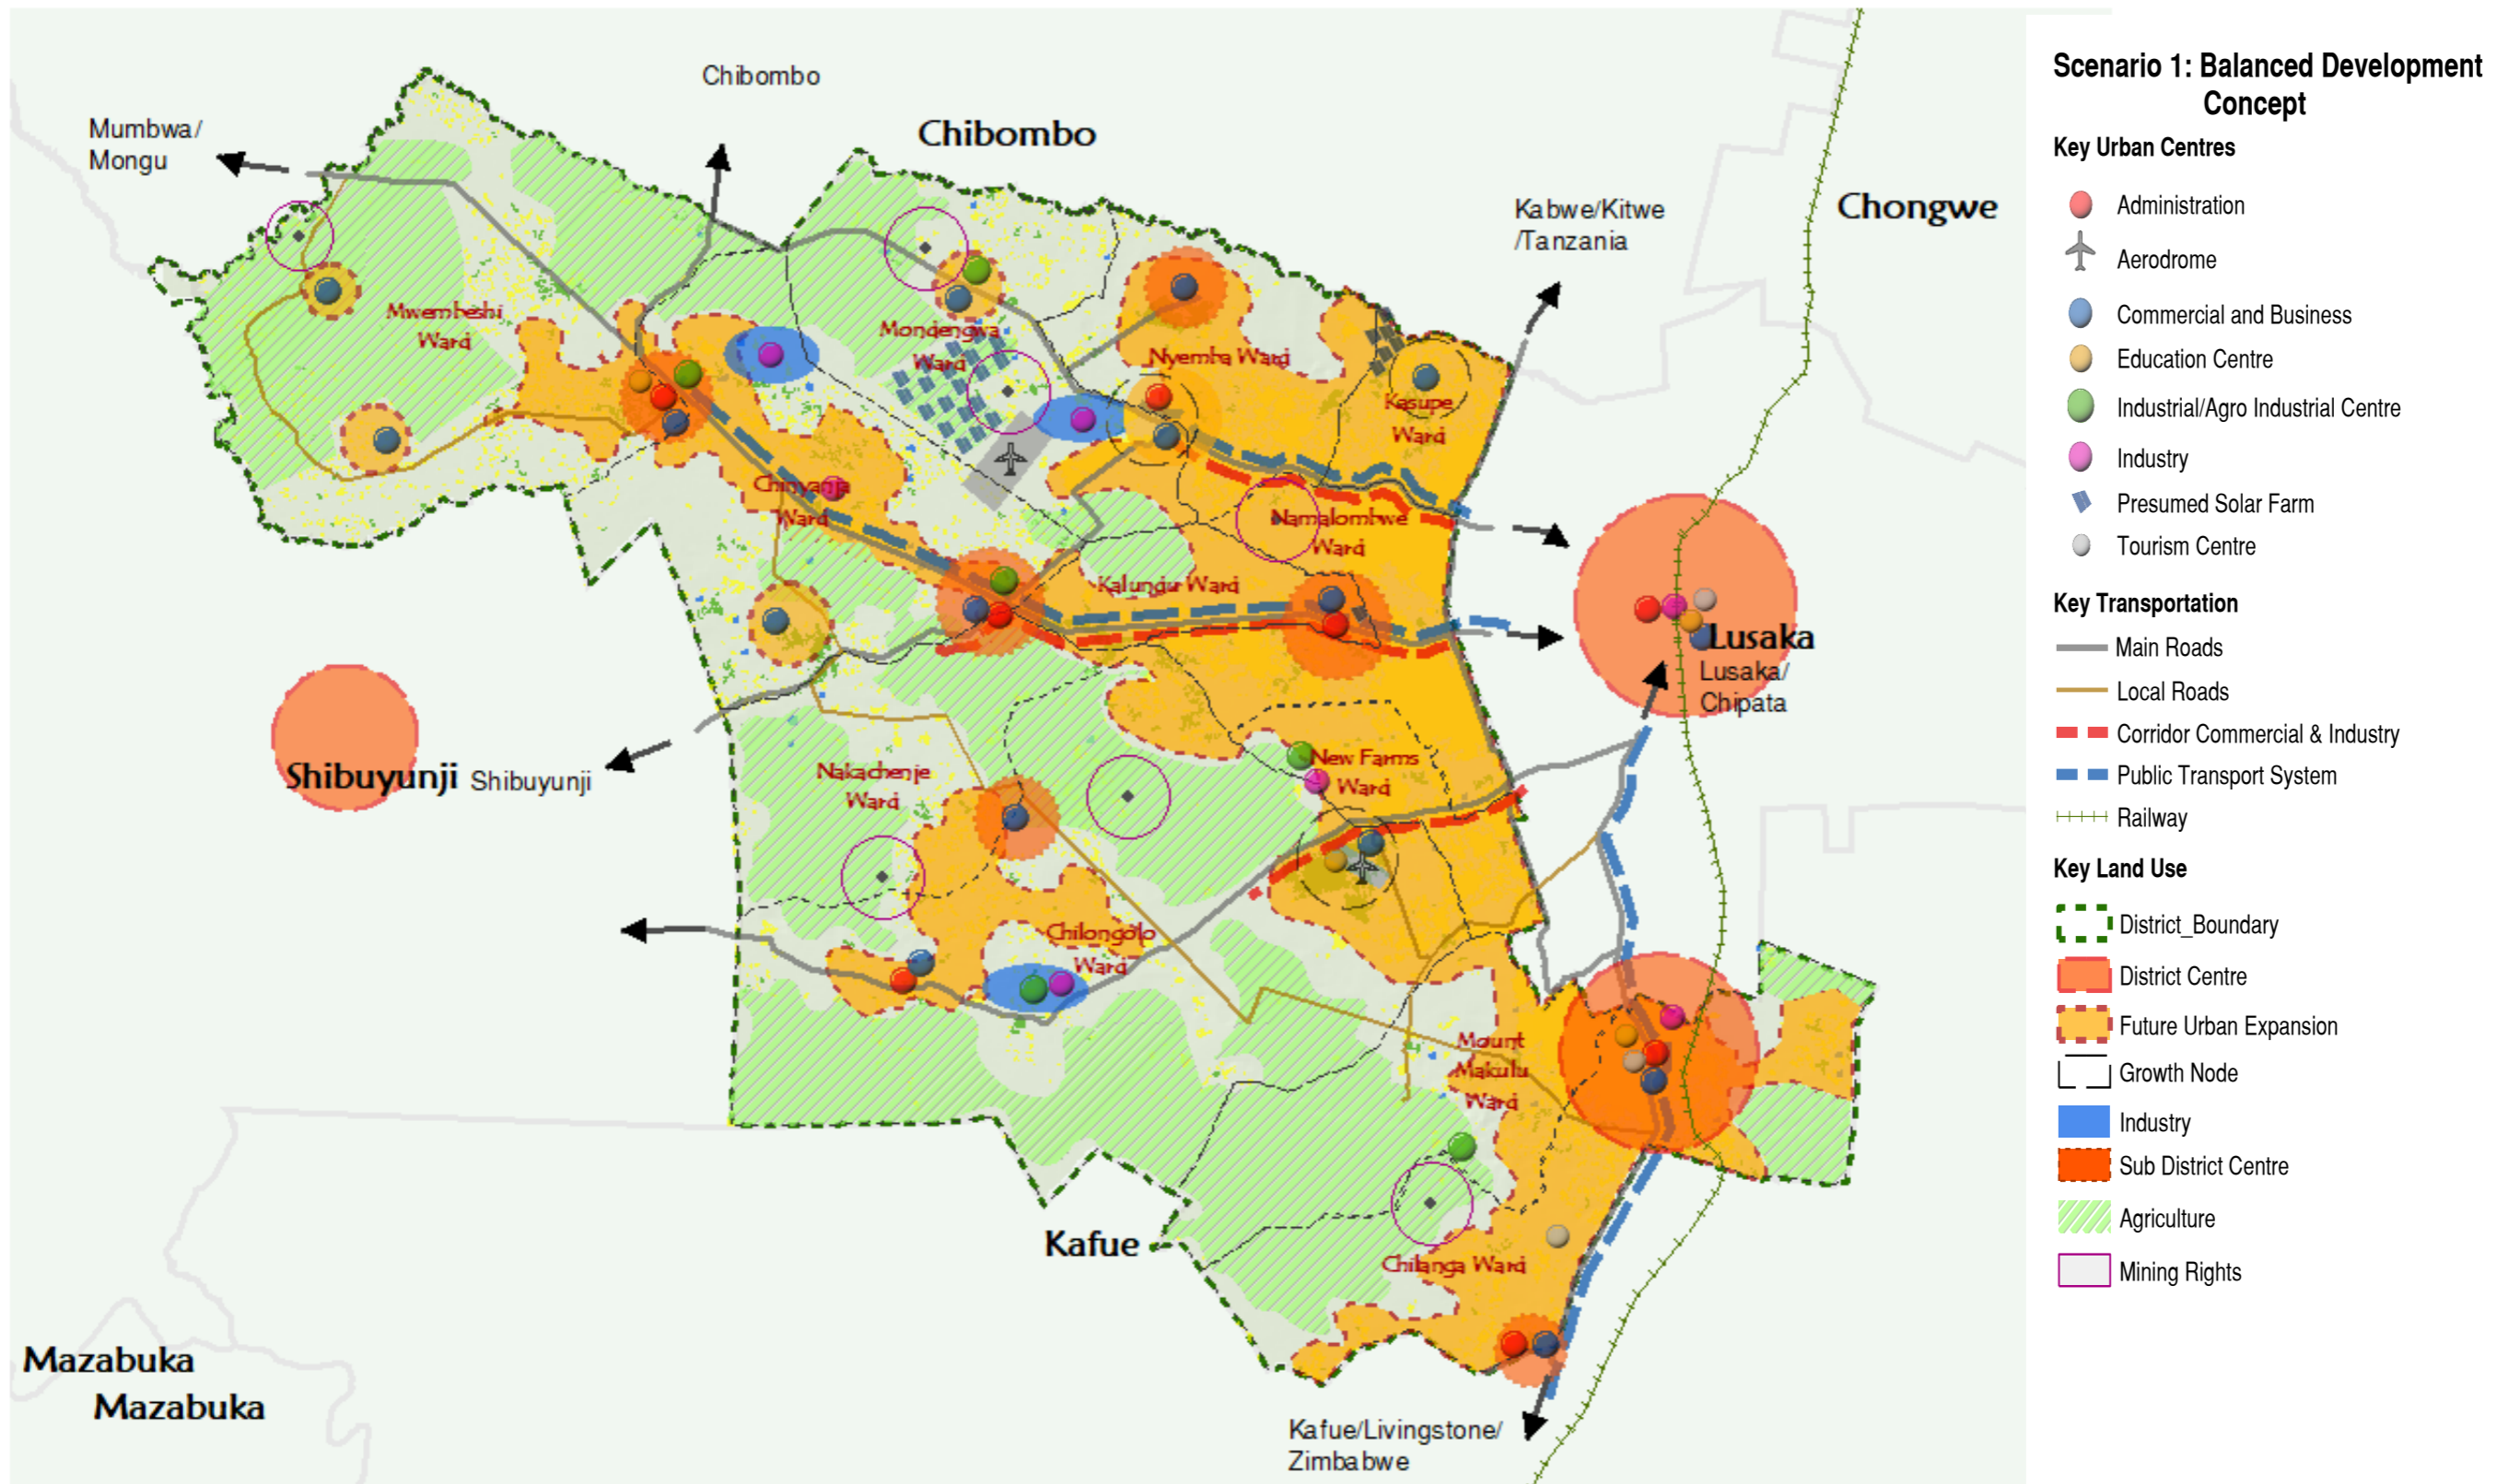 Scenario 1: Balanced Development
Concept
Key Urban Centres
Administration
Aerodrome
Commercial and Business
Education Centre
Industrial/Agro Industrial Centre
Industry
Presumed Solar Farm
Tourism Centre
Key Transportation
Main Roads
Local Roads
Corridor Commercial & Industry
Public Transport System
Railway
Key Land Use
District_Boundary
District Centre
Future Urban Expansion
Growth Node
Industry
Sub District Centre
Agriculture
Mining Rights
Chibombo
Mumbwa/
Mongu
Chibombo
Kabwe/Kitwe
/Tanzania
Chongwe
Mwembeshi
Ward
Mondengwa
Ward
Nyemba Ward
Kasupe
Ward
Chinyanja
Ward
Namalombwe
Ward
Kalundu Ward
Lusaka
Lusaka/
Chipata
Shibuyunji
Shibuyunji
Nakachenje
Ward
New Farms
Ward
Chilongolo
Ward
Mount
Makulu
Ward
Kafue
Chilanga Ward
Mazabuka
Mazabuka
Kafue/Livingstone/
Zimbabwe